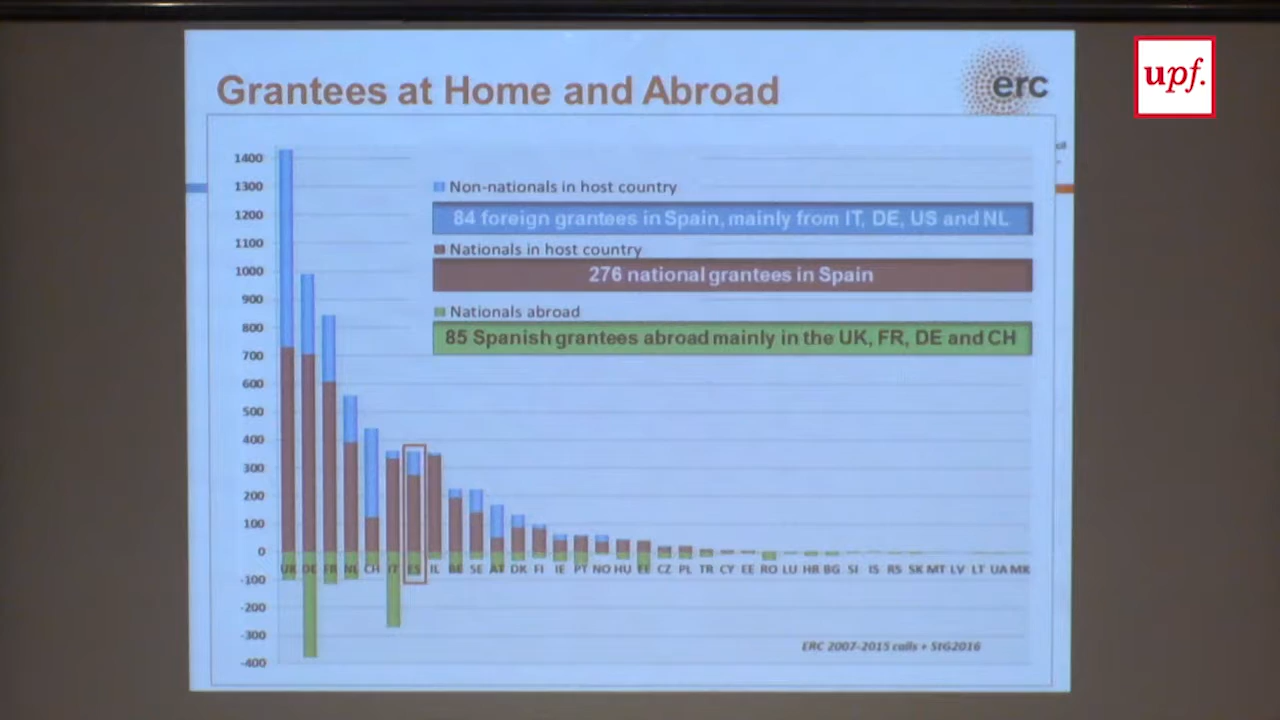 Grantees at Home and Abroad
erc
upf.
1400
1300
1200
1100
1000
900
800
700
600
500
400
300
200
100
0
-100
-200
-300
-400
Non-nationals in host country
84 foreign grantees in Spain, mainly from IT, DE, US and NL
Nationals in host country
276 national grantees in Spain
Nationals abroad
85 Spanish grantees abroad mainly in the UK, FR, DE and CH
UK DE FR NL CH IT ES IL BE SE AT DK FI IE PT NO HU CZ PL TR CY EE RO LU HR BG SI IS RS SK MT LV LT UA MK
ERC 2007-2015 calls + StG2016